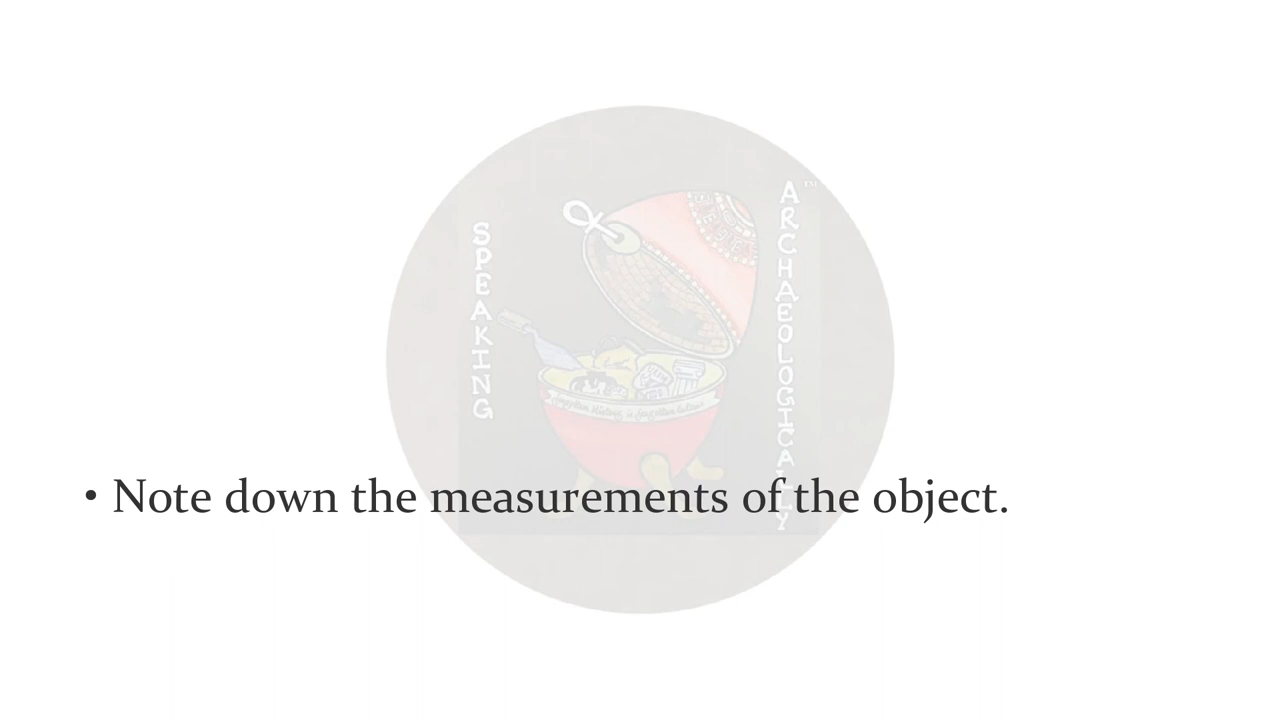 SPEAKING
ARCHAEOLOGICALLY
• Note down the measurements of the object.